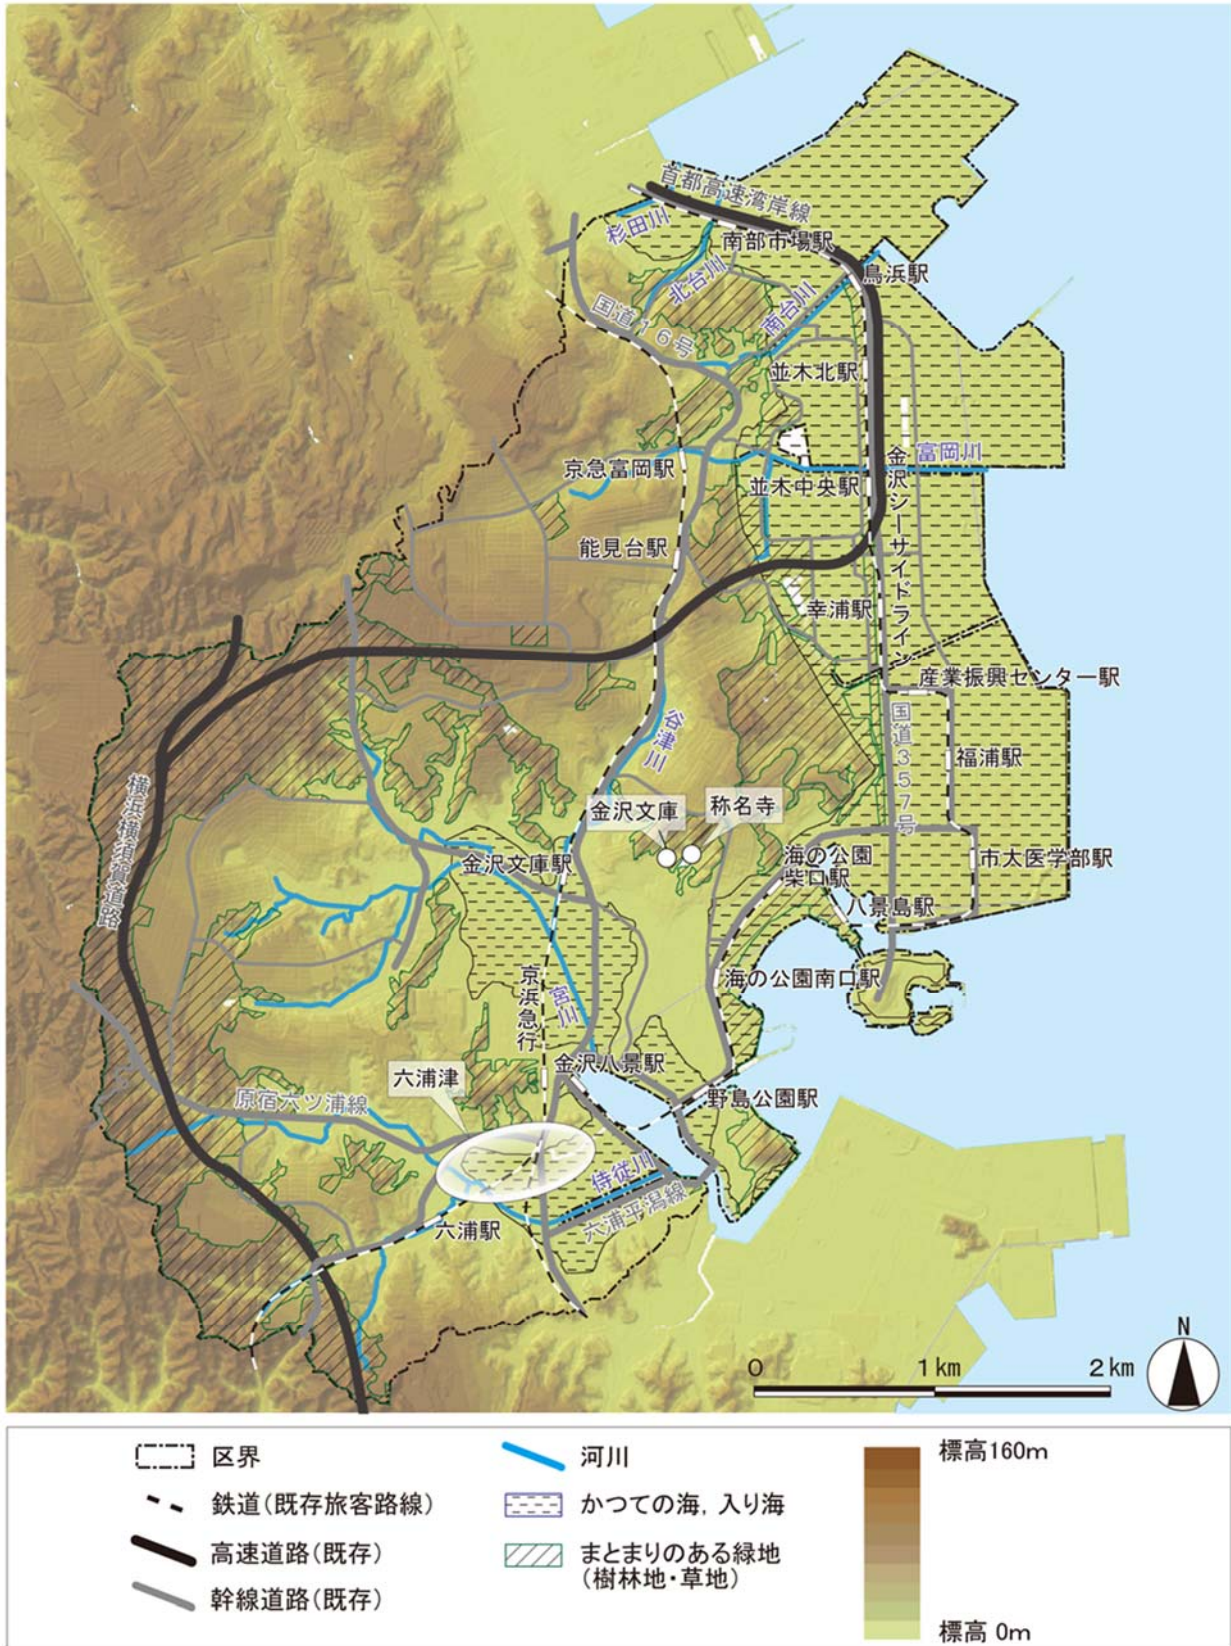 首都高速湾岸線
杉田川
南部市場駅
鳥浜駅
北台川
南台川
国道16号
並木北駅
金沢シーサイドライン
富岡川
京急富岡駅
並木中央駅
能見台駅
幸浦駅
産業振興センター駅
谷津川
国道357号
福浦駅
横浜横須賀道路
金沢文庫
称名寺
金沢文庫駅
海の公園
柴口駅
市大医学部駅
八景島駅
海の公園南口駅
京浜急行
宮川
金沢八景駅
六浦津
野島公園駅
原宿六ツ浦線
侍従川
六浦平潟線
六浦駅
N
0 1km 2km
区界
鉄道(既存旅客路線)
高速道路(既存)
幹線道路(既存)
河川
かつての海,入り海
まとまりのある緑地
(樹林地・草地)
標高160m
標高 0m